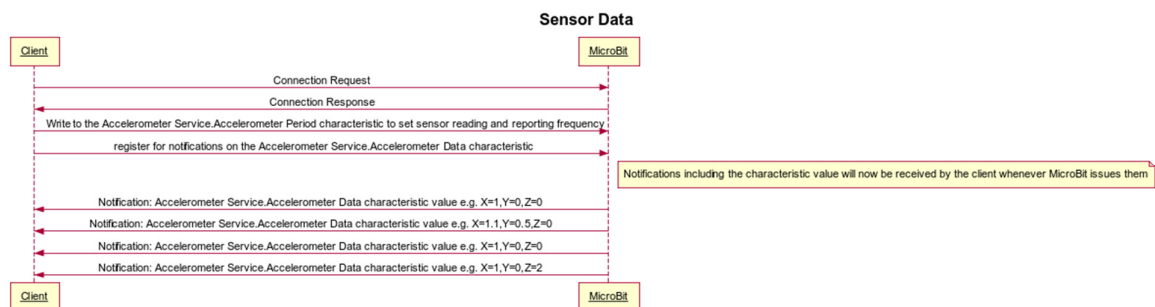 Sensor Data
Client
MicroBit
Connection Request
Connection Response
Write to the Accelerometer Service.Accelerometer Period characteristic to set sensor reading and reporting frequency
register for notifications on the Accelerometer Service.Accelerometer Data characteristic
Notifications including the characteristic value will now be received by the client whenever MicroBit issues them
Notification: Accelerometer Service.Accelerometer Data characteristic value e.g. X=1,Y=0,Z=0
Notification: Accelerometer Service.Accelerometer Data characteristic value e.g. X=1.1,Y=0.5,Z=0
Notification: Accelerometer Service.Accelerometer Data characteristic value e.g. X=1,Y=0,Z=0
Notification: Accelerometer Service.Accelerometer Data characteristic value e.g. X=1,Y=0,Z=2
Client
MicroBit